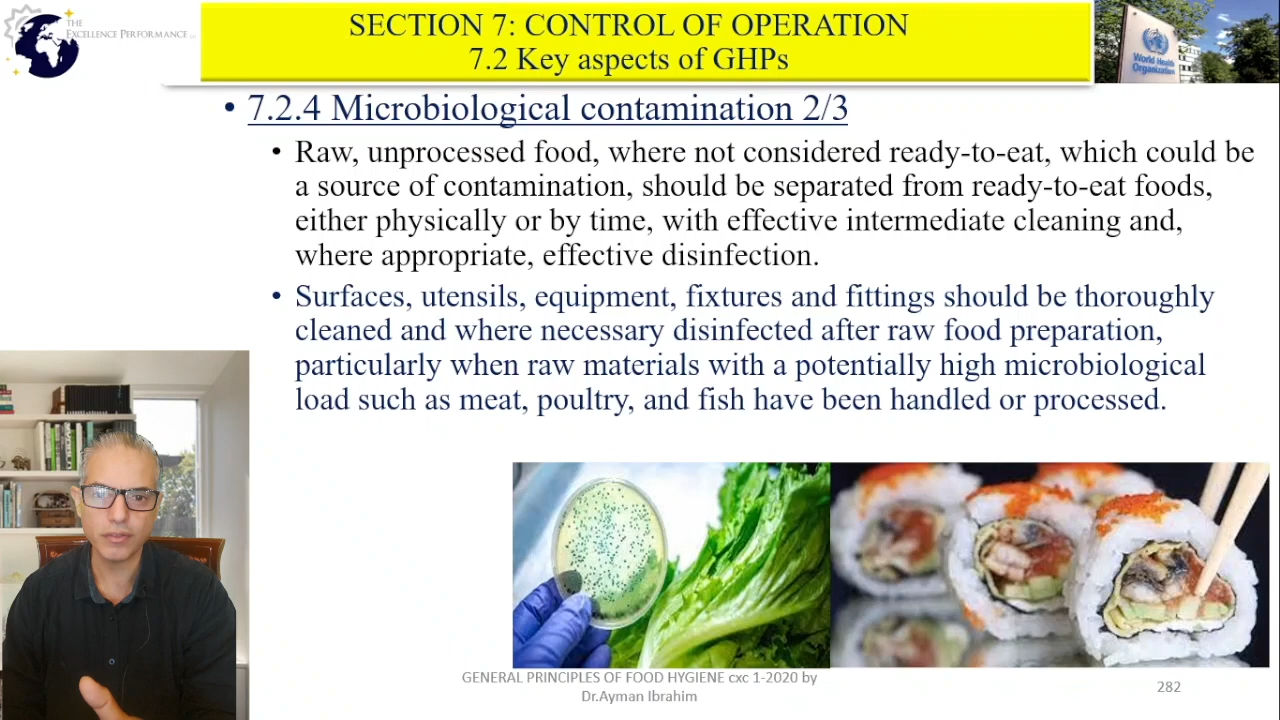 THE
EXCELLENCE PERFORMANCE
SECTION 7: CONTROL OF OPERATION
7.2 Key aspects of GHPs
World Health
Organization
• 7.2.4 Microbiological contamination 2/3
• Raw, unprocessed food, where not considered ready-to-eat, which could be
a source of contamination, should be separated from ready-to-eat foods,
either physically or by time, with effective intermediate cleaning and,
where appropriate, effective disinfection.
• Surfaces, utensils, equipment, fixtures and fittings should be thoroughly
cleaned and where necessary disinfected after raw food preparation,
particularly when raw materials with a potentially high microbiological
load such as meat, poultry, and fish have been handled or processed.
GENERAL PRINCIPLES OF FOOD HYGIENE cxc 1-2020 by
Dr.Ayman Ibrahim
282